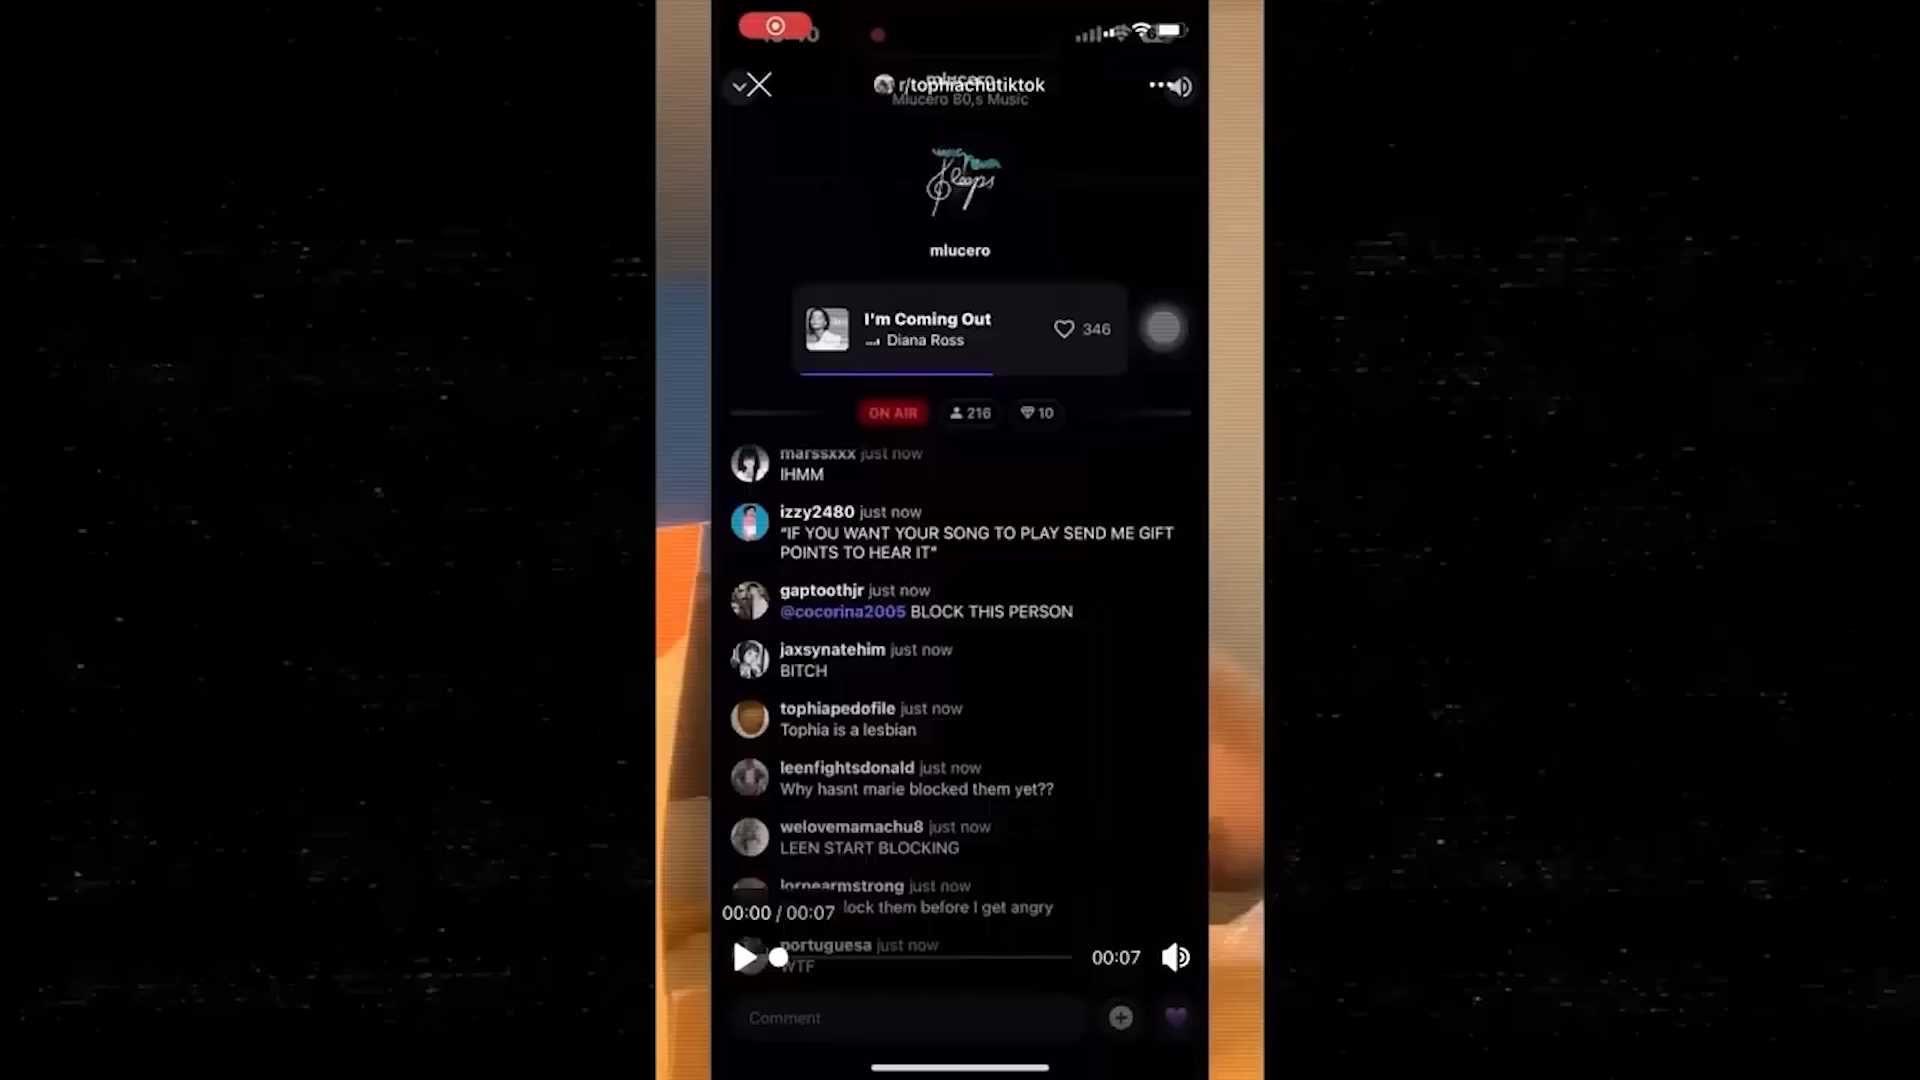 r/tophiachutiktok
mlucero
Mlucero 80,s Music
mlucero
I'm Coming Out
Diana Ross
346
ON AIR
216
10
marssxxx just now
IHMM
izzy2480 just now
"IF YOU WANT YOUR SONG TO PLAY SEND ME GIFT
POINTS TO HEAR IT"
gaptoothjr just now
@cocorina2005 BLOCK THIS PERSON
jaxsynatehim just now
BITCH
tophiapedofile just now
Tophia is a lesbian
leenfightsdonald just now
Why hasnt marie blocked them yet??
welovemamachu8 just now
LEEN START BLOCKING
lornearmstrong just now
lock them before I get angry
00:00 / 00:07
portuguesa just now
WTF
00:07
Comment